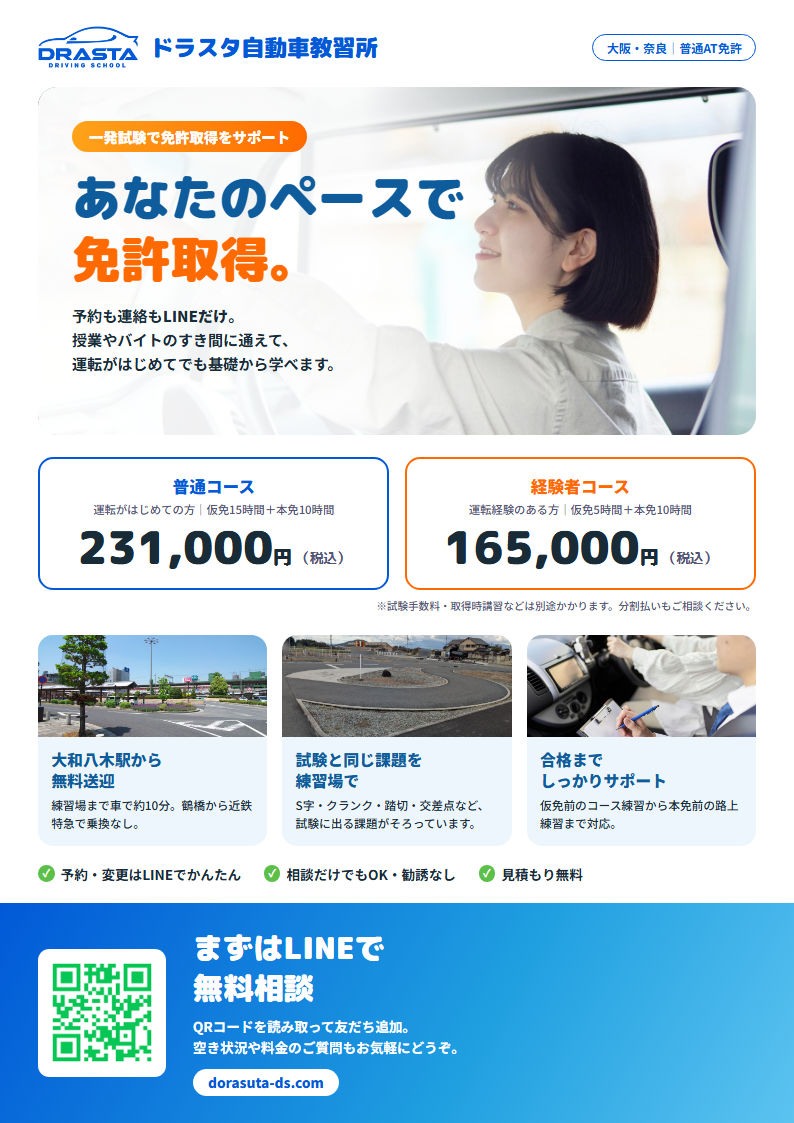 DRASTA
DRIVING SCHOOL
ドラスタ自動車教習所
大阪・奈良｜普通AT免許
一発試験で免許取得をサポート
あなたのペースで
免許取得。
予約も連絡もLINEだけ。
授業やバイトのすき間に通えて、
運転がはじめてでも基礎から学べます。
普通コース
運転がはじめての方｜仮免15時間＋本免10時間
231,000円（税込）
経験者コース
運転経験のある方｜仮免5時間＋本免10時間
165,000円（税込）
※試験手数料・取得時講習などは別途かかります。分割払いもご相談ください。
大和八木駅から
無料送迎
練習場まで車で約10分。鶴橋から近鉄
特急で乗換なし。
試験と同じ課題を
練習場で
S字・クランク・踏切・交差点など、
試験に出る課題がそろっています。
合格まで
しっかりサポート
仮免前のコース練習から本免前の路上
練習まで対応。
予約・変更はLINEでかんたん
相談だけでもOK・勧誘なし
見積もり無料
まずはLINEで
無料相談
QRコードを読み取って友だち追加。
空き状況や料金のご質問もお気軽にどうぞ。
dorasuta-ds.com